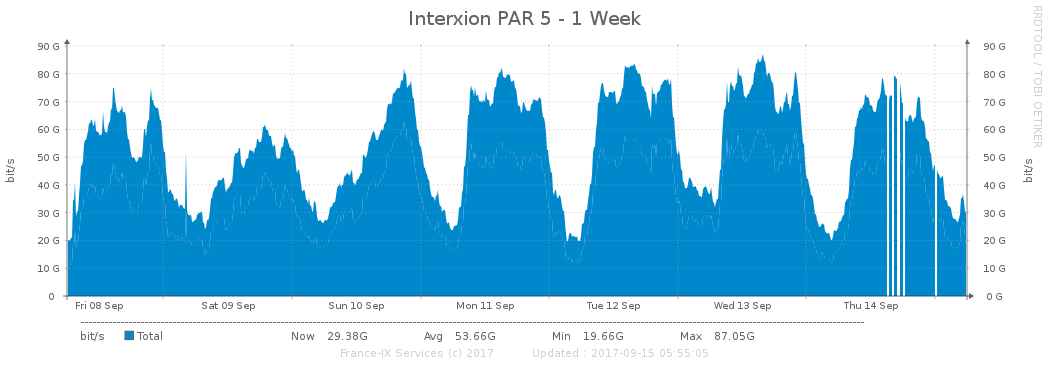 Interxion PAR 5 - 1 Week
RRDTOOL / TOBI OETIKER
90 G 90 G
80 G 80 G
70 G 70 G
60 G 60 G
50 G 50 G
40 G 40 G
30 G 30 G
20 G 20 G
10 G 10 G
0 0 G
bit/s
bit/s
Fri 08 Sep Sat 09 Sep Sun 10 Sep Mon 11 Sep Tue 12 Sep Wed 13 Sep Thu 14 Sep
bit/s Total Now 29.38G Avg 53.66G Min 19.66G Max 87.05G
France-IX Services (c) 2017 Updated : 2017-09-15 05:55:05